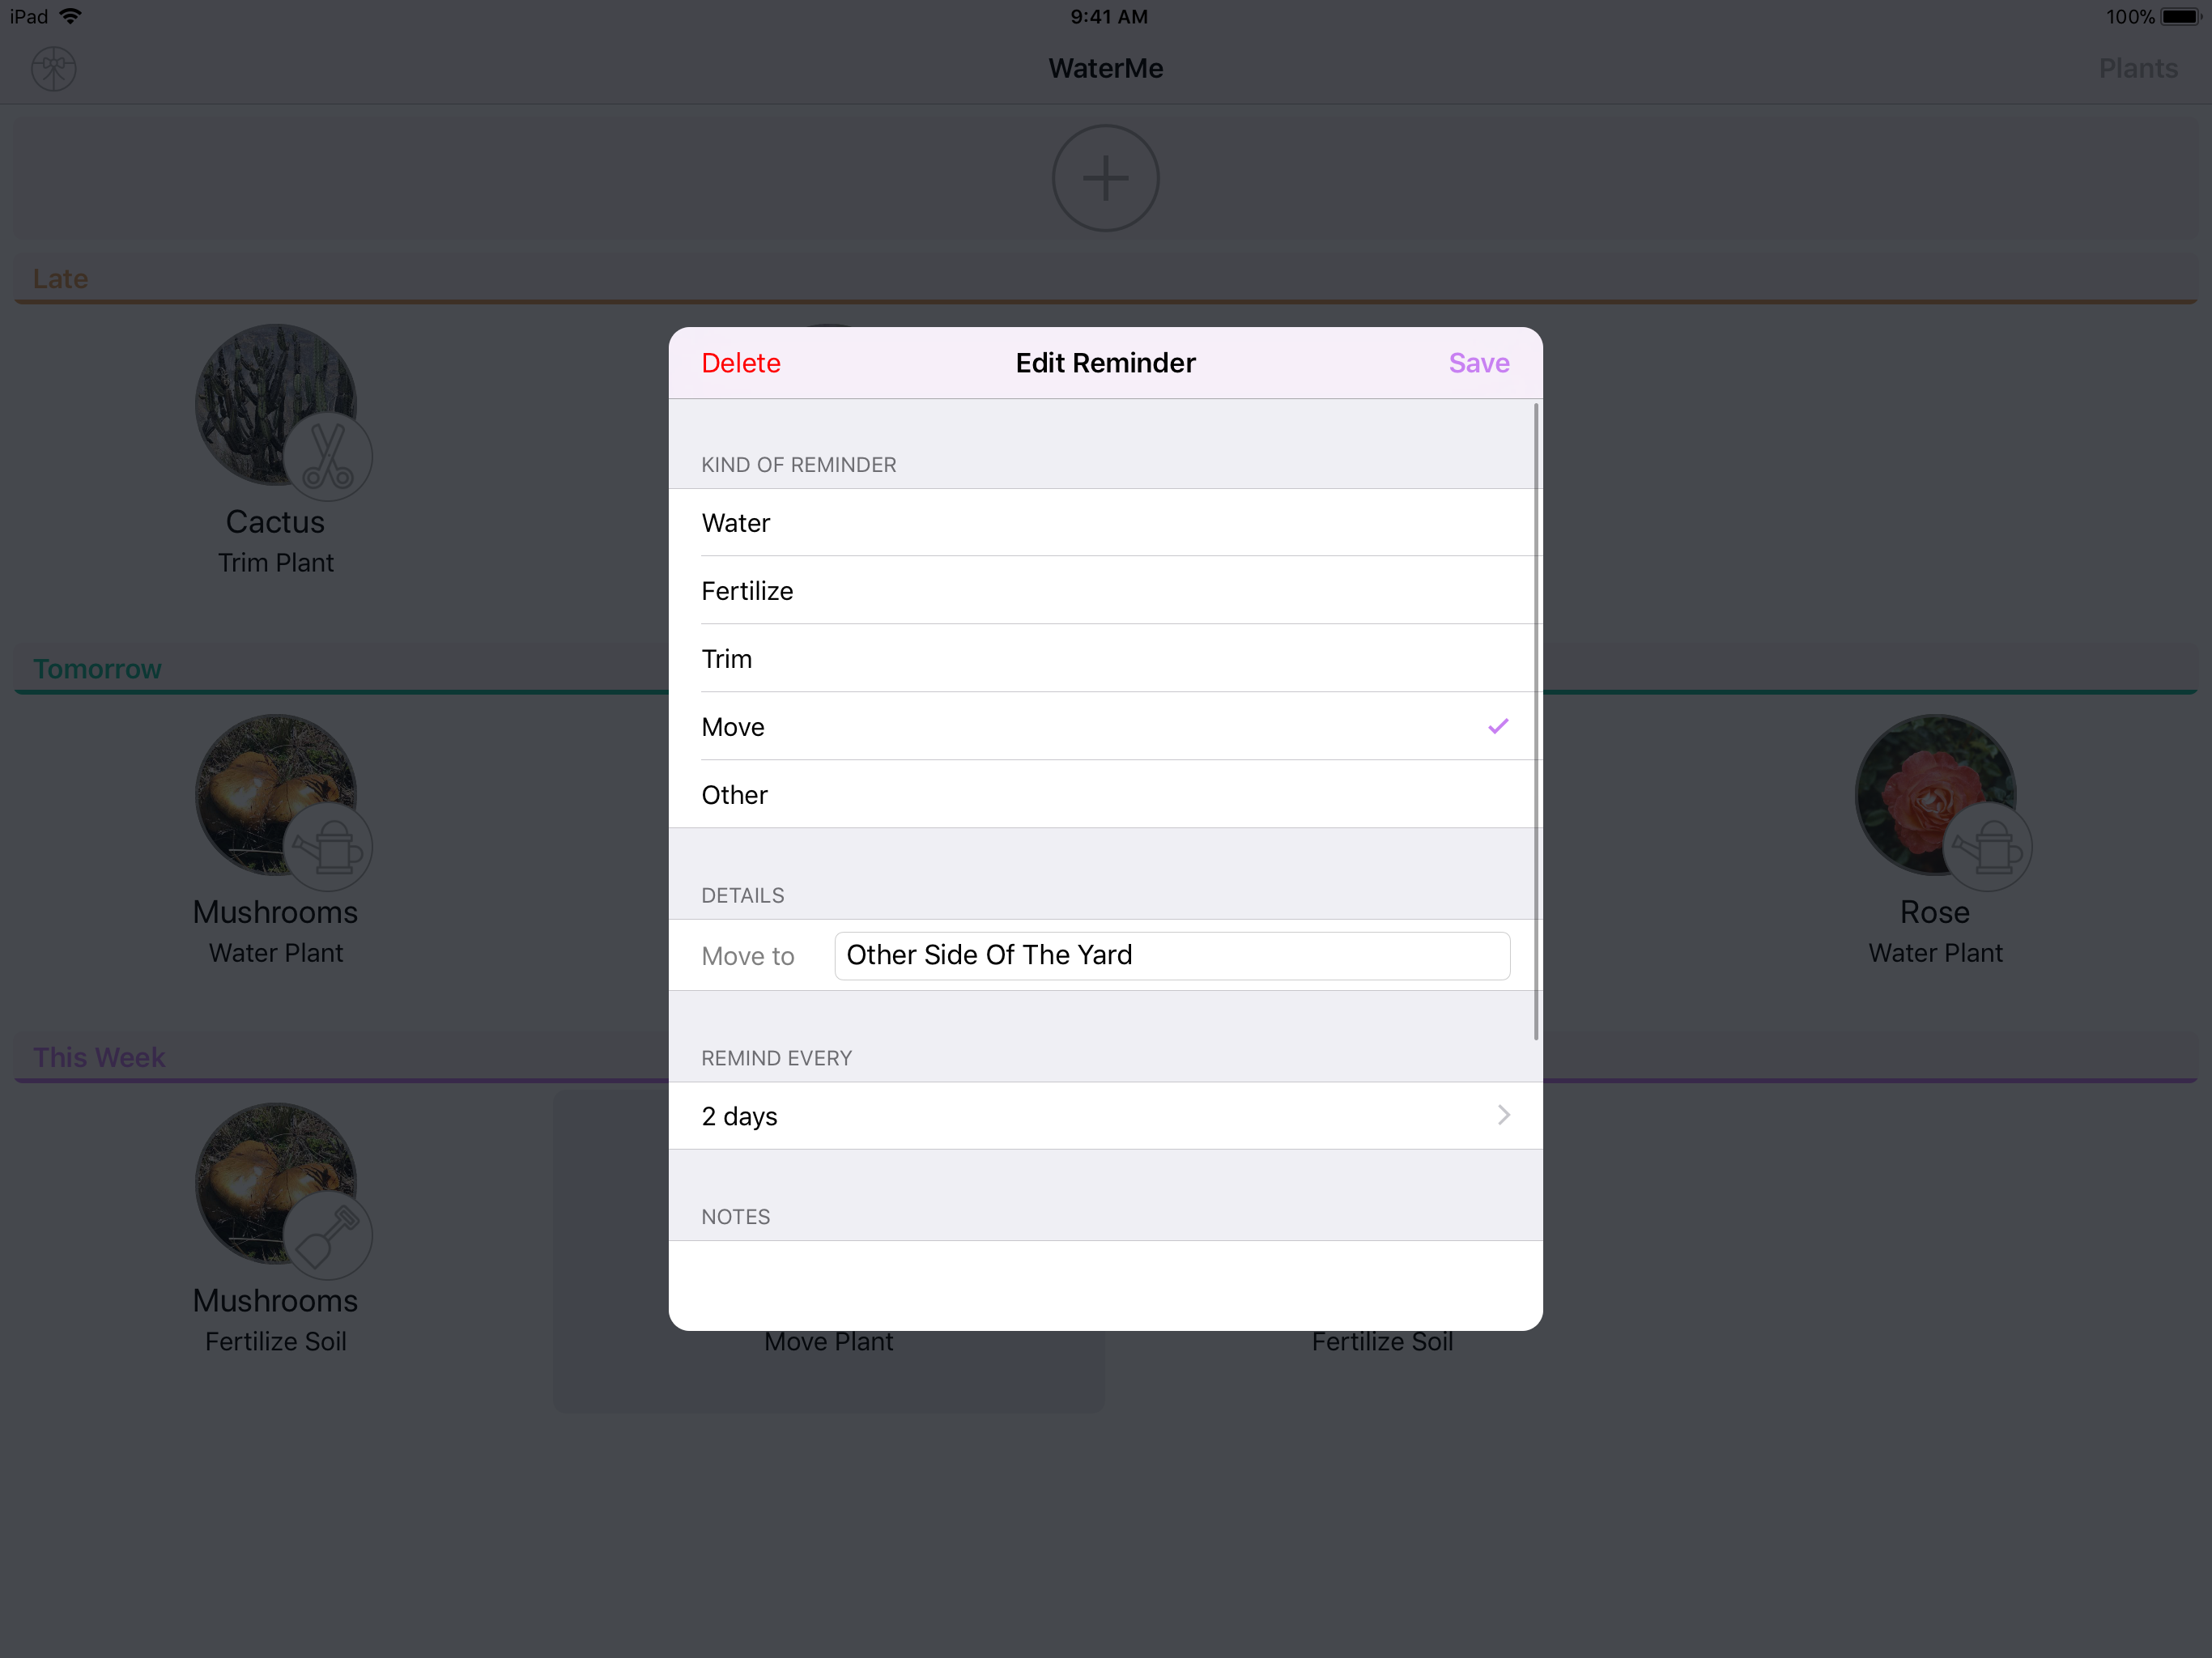 iPad 9:41 AM 100%
WaterMe Plants
Late
Cactus
Trim Plant
Tomorrow
Mushrooms
Water Plant
Rose
Water Plant
This Week
Mushrooms
Fertilize Soil
Move Plant
Fertilize Soil
Delete Edit Reminder Save
KIND OF REMINDER
Water
Fertilize
Trim
Move
Other
DETAILS
Move to Other Side Of The Yard
REMIND EVERY
2 days
NOTES